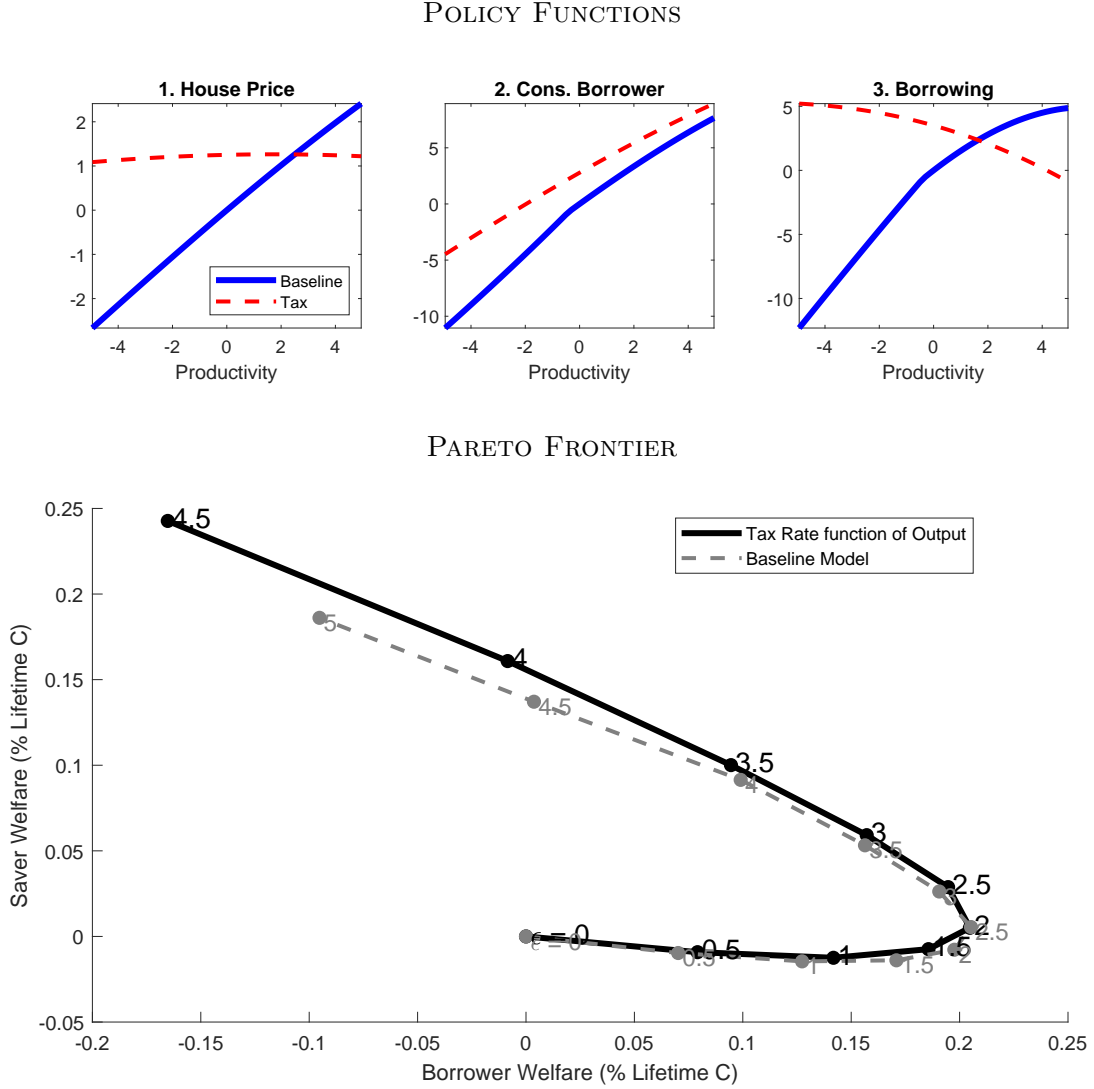 POLICY FUNCTIONS
1. House Price
2. Cons. Borrower
3. Borrowing
2
1
0
-1
-2
Baseline
Tax
-4 -2 0 2 4
Productivity
5
0
-5
-10
-4 -2 0 2 4
Productivity
5
0
-5
-10
-4 -2 0 2 4
Productivity
PARETO FRONTIER
Saver Welfare (% Lifetime C)
0.25
0.2
0.15
0.1
0.05
0
-0.05
Tax Rate function of Output
Baseline Model
4.5
5
4
4.5
3.5
4
3
3.5
2.5
3
2
2.5
ξ = 0
0.5
1
1.5
ξ = 0
0.5
1
1.5
2
-0.2 -0.15 -0.1 -0.05 0 0.05 0.1 0.15 0.2 0.25
Borrower Welfare (% Lifetime C)